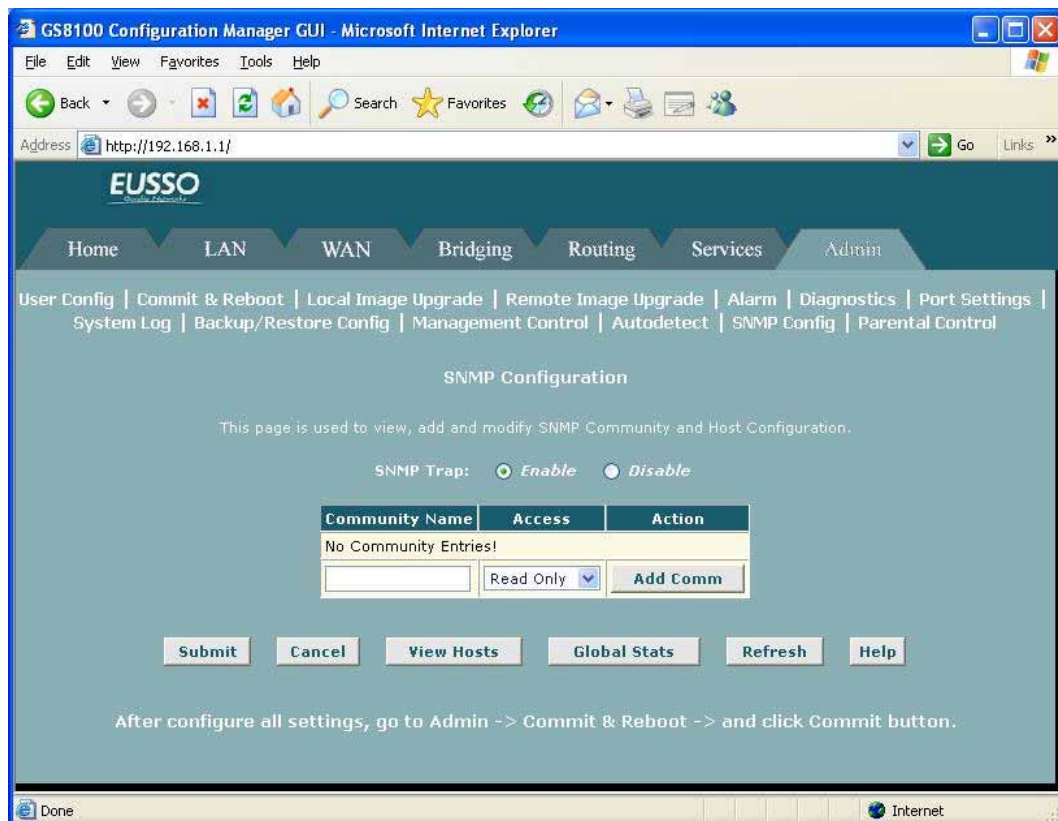 GS8100 Configuration Manager GUI - Microsoft Internet Explorer
File Edit View Favorites Tools Help
Back Search Favorites
Address http://192.168.1.1/ Go Links »
EUSSO
Quality Networks
Home LAN WAN Bridging Routing Services Admin
User Config | Commit & Reboot | Local Image Upgrade | Remote Image Upgrade | Alarm | Diagnostics | Port Settings |
System Log | Backup/Restore Config | Management Control | Autodetect | SNMP Config | Parental Control
SNMP Configuration
This page is used to view, add and modify SNMP Community and Host Configuration.
SNMP Trap: Enable Disable
Community Name Access Action
No Community Entries!
Read Only Add Comm
Submit Cancel View Hosts Global Stats Refresh Help
After configure all settings, go to Admin -> Commit & Reboot -> and click Commit button.
Done Internet